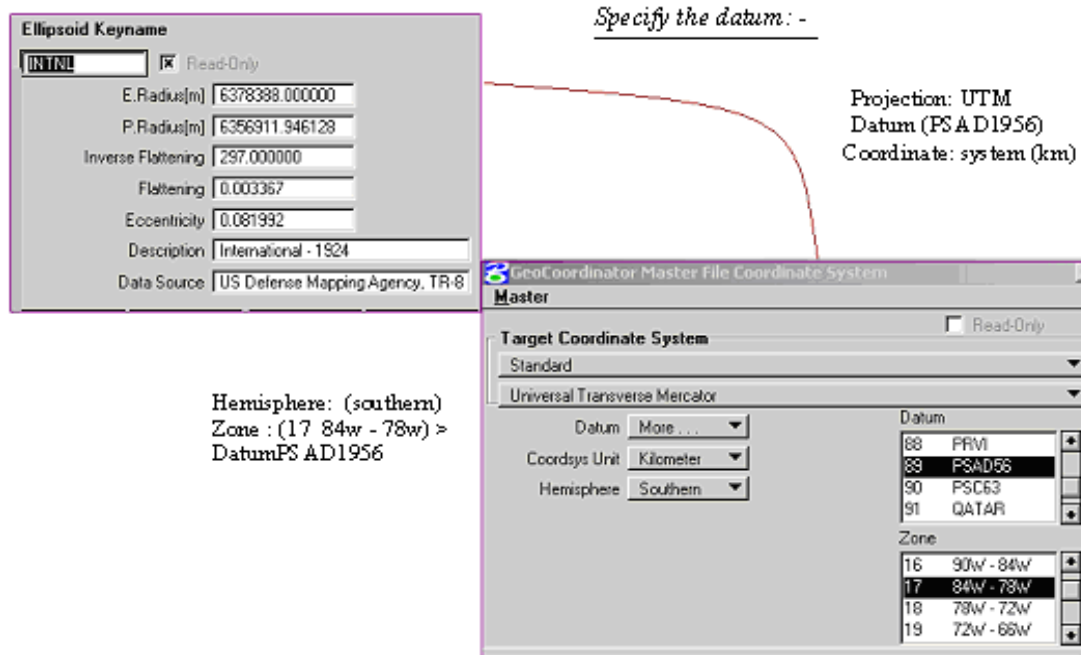 Specify the datum: -
Ellipsoid Keyname
INTNL
Read-Only
E.Radius[m] 6378388.000000
P.Radius[m] 6356911.946128
Inverse Flattening 297.000000
Flattening 0.003367
Eccentricity 0.081992
Description International - 1924
Data Source US Defense Mapping Agency, TR-8
Projection: UTM
Datum (PSAD1956)
Coordinate: system (km)
Hemisphere: (southern)
Zone : (17 84w - 78w) >
DatumPS AD1956
GeoCoordinator Master File Coordinate System
Master
Read-Only
Target Coordinate System
Standard
Universal Transverse Mercator
Datum More . . .
Coordsys Unit Kilometer
Hemisphere Southern
Datum
88 PRVI
89 PSAD56
90 PSC63
91 QATAR
Zone
16 90W - 84W
17 84W - 78W
18 78W - 72W
19 72W - 66W